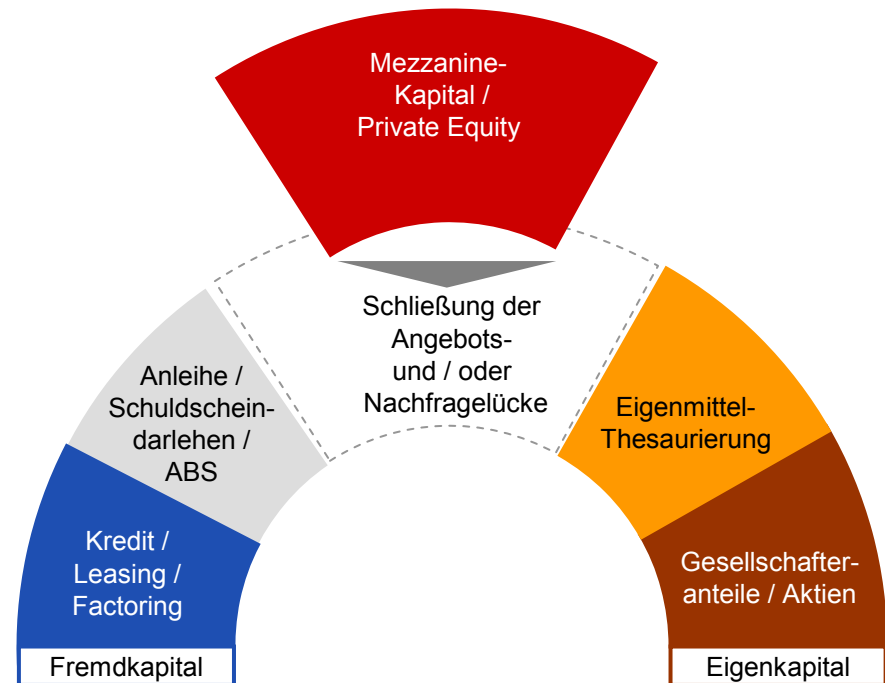 Mezzanine-
Kapital /
Private Equity
Schließung der
Angebots-
und / oder
Nachfragelücke
Anleihe /
Schuldschein-
darlehen /
ABS
Eigenmittel-
Thesaurierung
Kredit /
Leasing /
Factoring
Gesellschafter-
anteile / Aktien
Fremdkapital
Eigenkapital